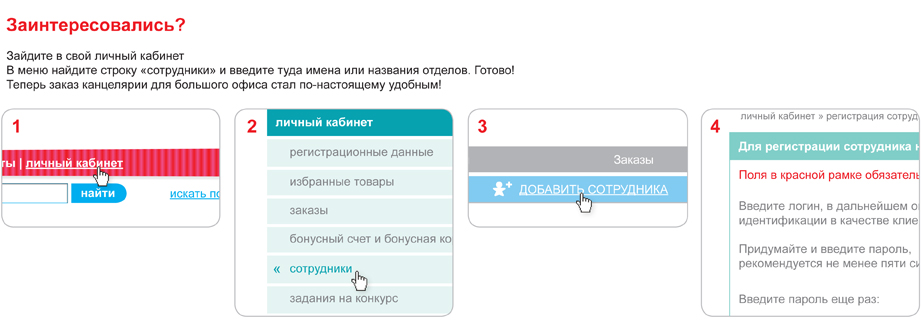 Заинтересовались?
Зайдите в свой личный кабинет
В меню найдите строку «сотрудники» и введите туда имена или названия отделов. Готово!
Теперь заказ канцелярии для большого офиса стал по-настоящему удобным!
1
ты | личный кабинет
найти
искать по
2
личный кабинет
регистрационные данные
избранные товары
заказы
бонусный счет и бонусная ко
« сотрудники
задания на конкурс
3
Заказы
ДОБАВИТЬ СОТРУДНИКА
4
личный кабинет » регистрация сотруд
Для регистрации сотрудника н
Поля в красной рамке обязатель
Введите логин, в дальнейшем о
идентификации в качестве клие
Придумайте и введите пароль,
рекомендуется не менее пяти си
Введите пароль еще раз: